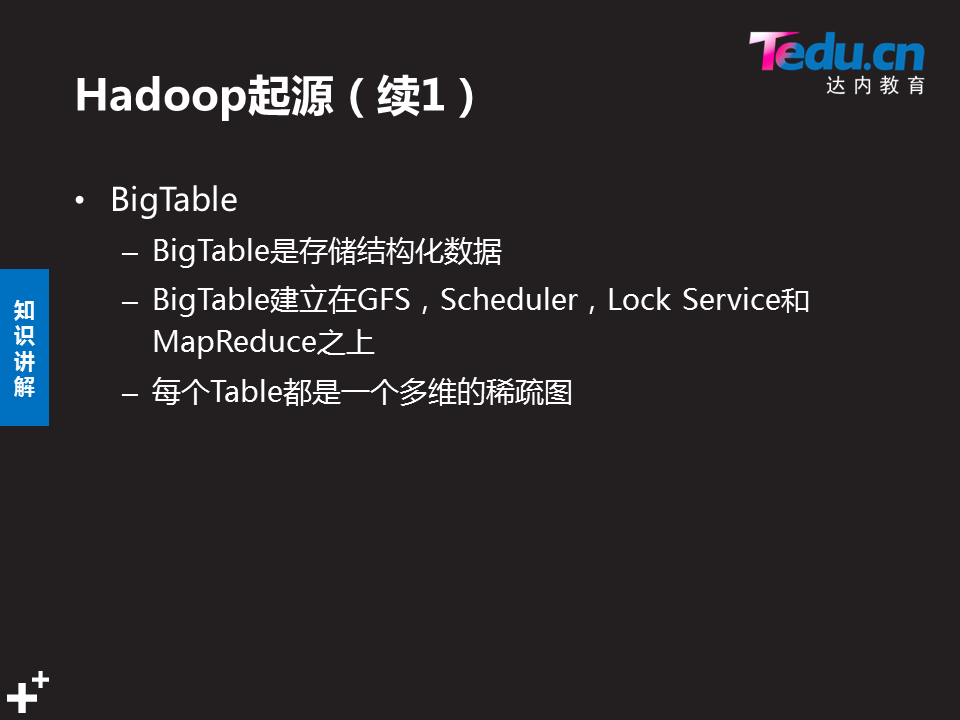 Tedu.cn
达内教育
Hadoop起源（续1）
• BigTable
– BigTable是存储结构化数据
– BigTable建立在GFS，Scheduler，Lock Service和
MapReduce之上
– 每个Table都是一个多维的稀疏图
知
识
讲
解